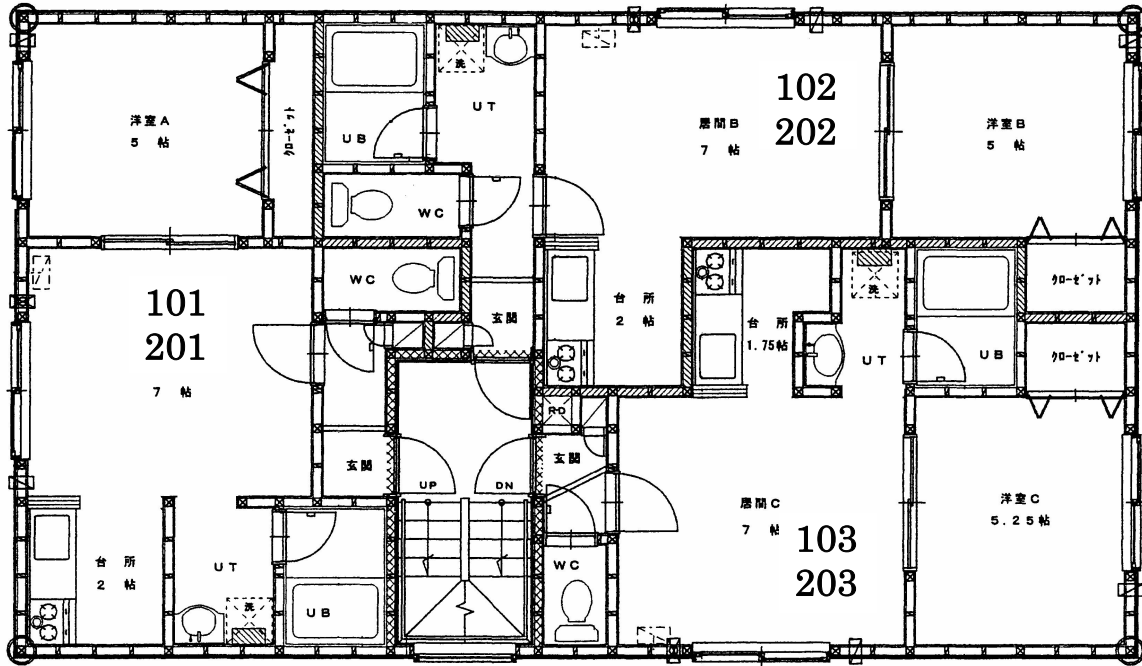 洋室A
5 帖
クローゼット
UB
UT
洗
WC
居間B
7 帖
102
202
洋室B
5 帖
101
201
7 帖
WC
玄関
台所
2 帖
台所
1.75帖
洗
UT
UB
クローゼット
クローゼット
玄関
UP
DN
RD
玄関
居間C
7 帖
103
203
洋室C
5.25帖
台所
2 帖
UT
洗
UB
WC